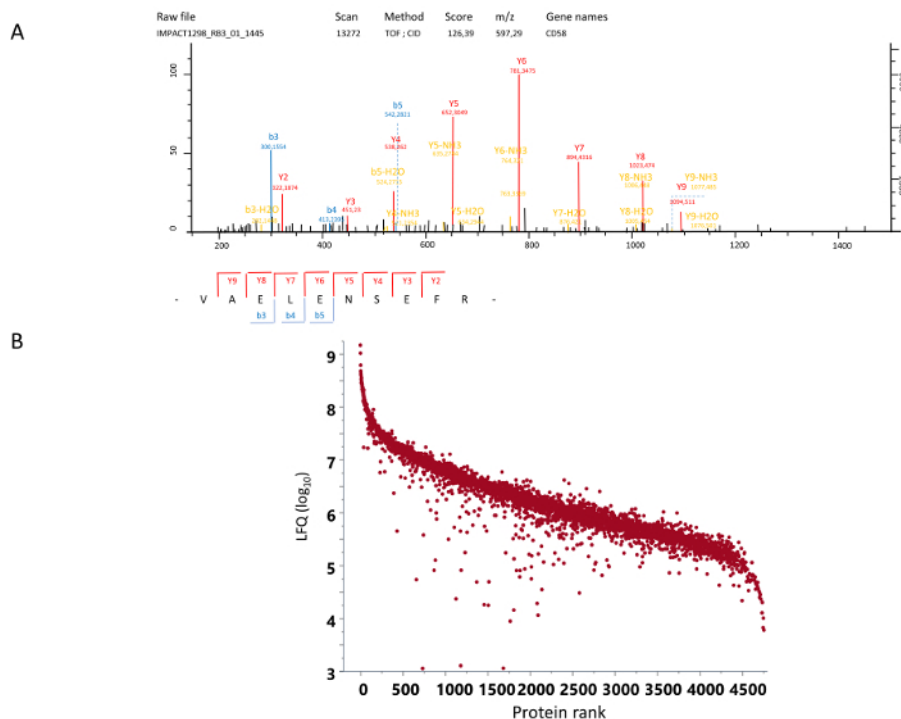 A
Raw file Scan Method Score m/z Gene names
IMPACT1298_RB3_01_1445 13272 TOF ; CID 126,39 597,29 CD58
Y6
781,3475
100
b5
542,2821
Y5
652,3049
b3
300,1554
Y4
538,262
Y5-NH3
Y6-NH3
Y7
894,4316
Y8
1023,474
50
b5-H2O
Y8-NH3
Y9-NH3
1077,485
Y2
322,1874
Y3
451,23
Y9
1094,511
b3-H2O
b4
Y4-NH3
Y5-H2O
Y7-H2O
Y8-H2O
Y9-H2O
0
200 400 600 800 1000 1200 1400
Y9 Y8 Y7 Y6 Y5 Y4 Y3 Y2
- V A E L E N S E F R -
b3 b4 b5
B
9
8
7
6
5
4
3
LFQ (log10)
0 500 1000 1500 2000 2500 3000 3500 4000 4500
Protein rank